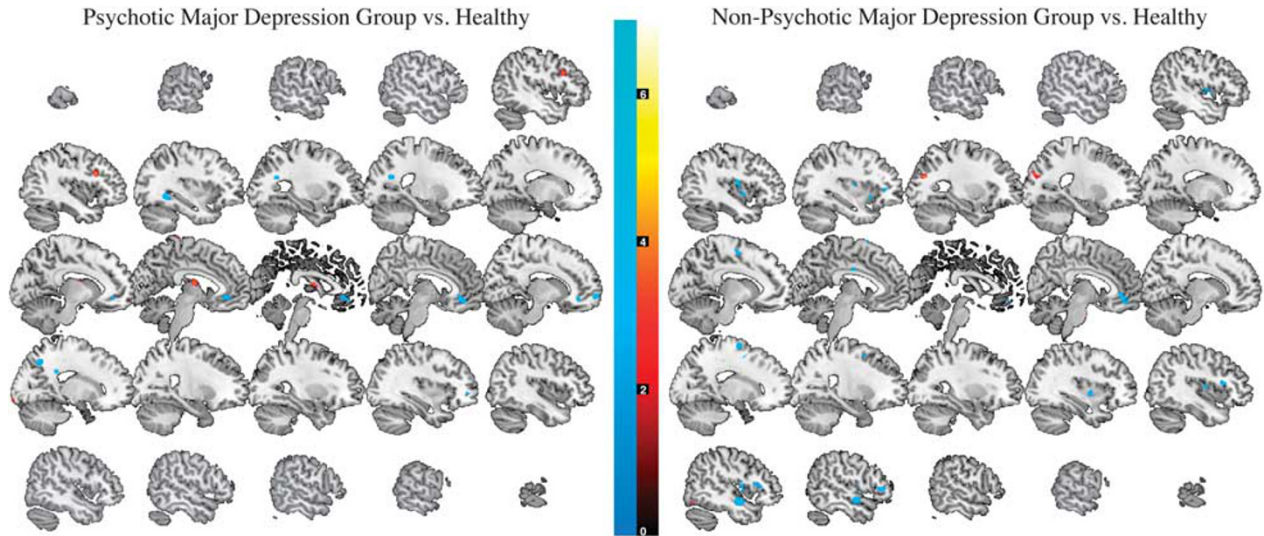 Psychotic Major Depression Group vs. Healthy
Non-Psychotic Major Depression Group vs. Healthy
6
4
2
0